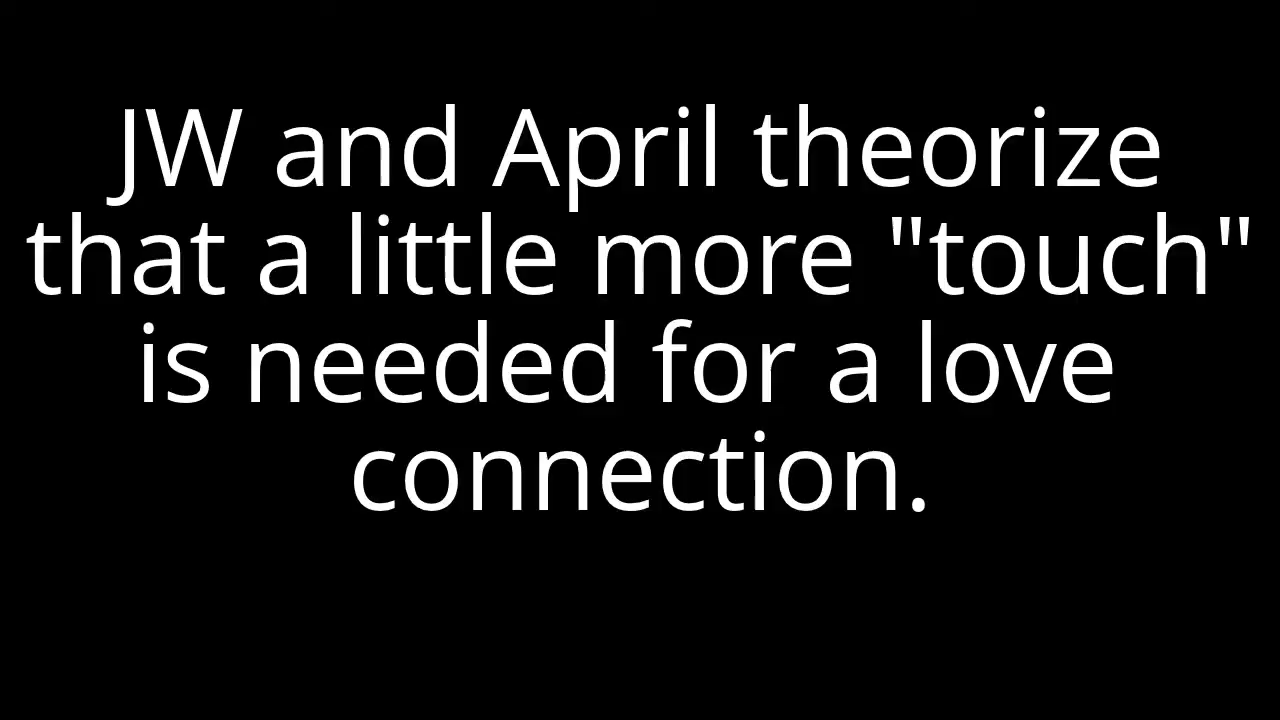 JW and April theorize
that a little more "touch"
is needed for a love
connection.